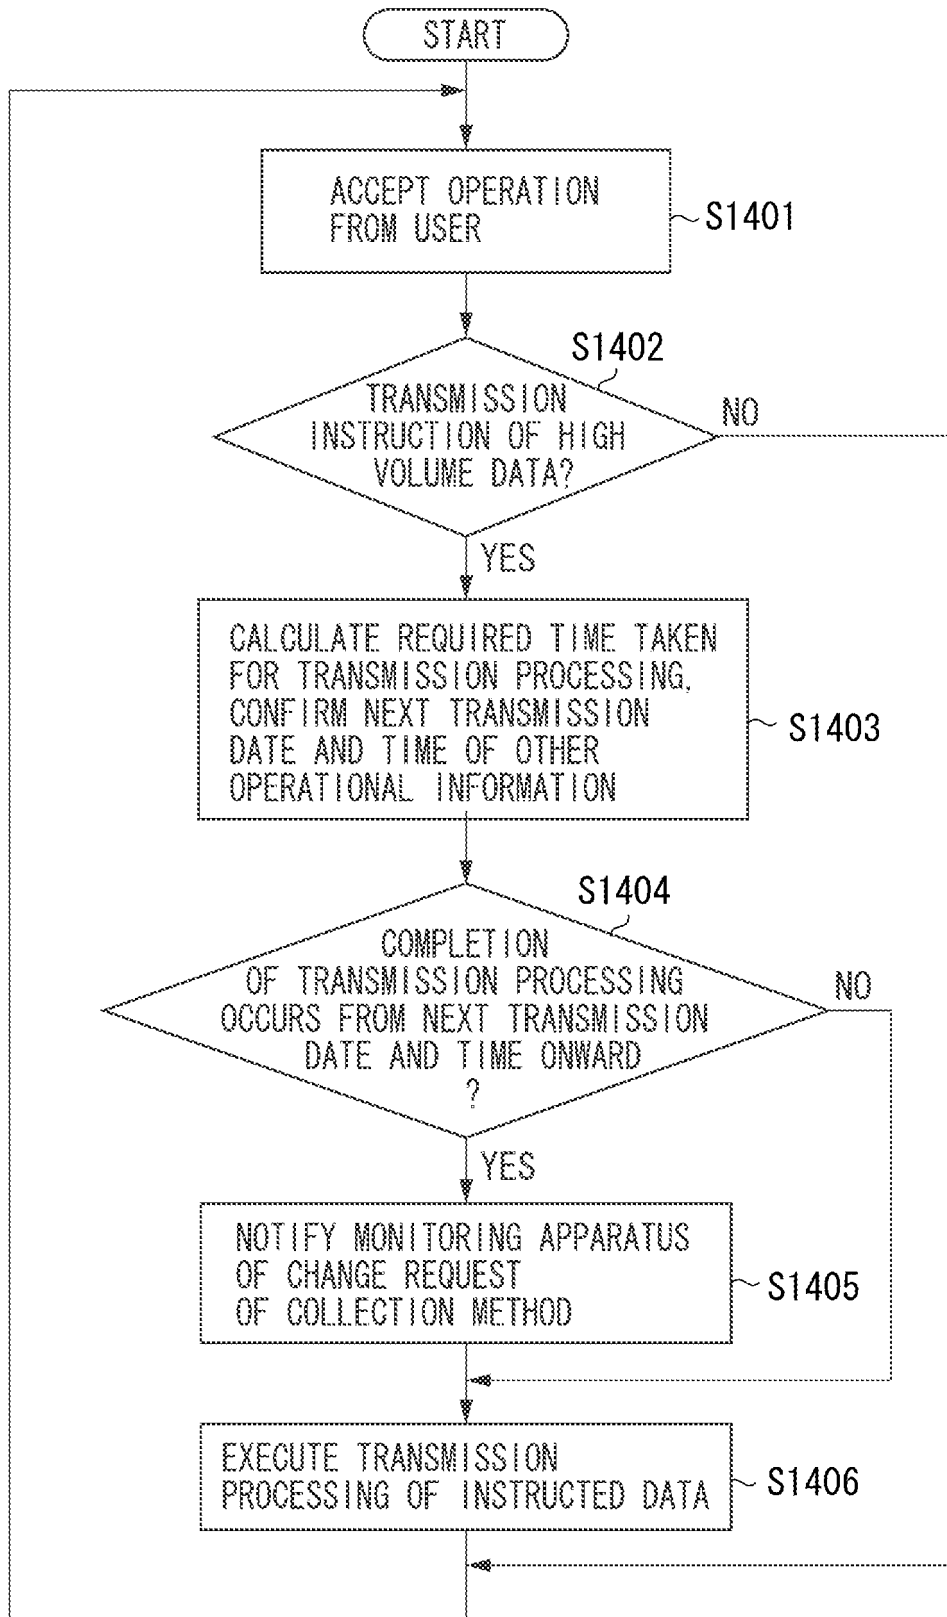 START
ACCEPT OPERATION
FROM USER
S1401
S1402
TRANSMISSION
INSTRUCTION OF HIGH
VOLUME DATA?
NO
YES
CALCULATE REQUIRED TIME TAKEN
FOR TRANSMISSION PROCESSING,
CONFIRM NEXT TRANSMISSION
DATE AND TIME OF OTHER
OPERATIONAL INFORMATION
S1403
S1404
COMPLETION
OF TRANSMISSION PROCESSING
OCCURS FROM NEXT TRANSMISSION
DATE AND TIME ONWARD
?
NO
YES
NOTIFY MONITORING APPARATUS
OF CHANGE REQUEST
OF COLLECTION METHOD
S1405
EXECUTE TRANSMISSION
PROCESSING OF INSTRUCTED DATA
S1406